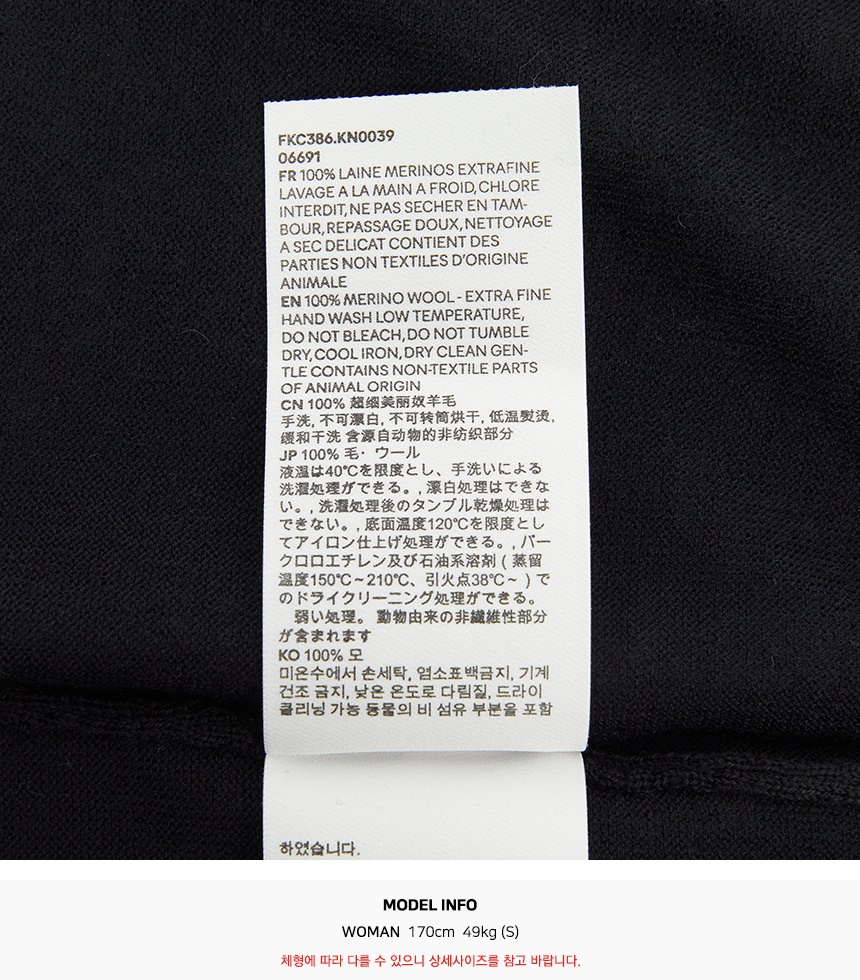 FKC386.KN0039
06691
FR 100% LAINE MERINOS EXTRAFINE
LAVAGE A LA MAIN A FROID, CHLORE
INTERDIT, NE PAS SECHER EN TAM-
BOUR, REPASSAGE DOUX, NETTOYAGE
A SEC DELICAT CONTIENT DES
PARTIES NON TEXTILES D'ORIGINE
ANIMALE
EN 100% MERINO WOOL - EXTRA FINE
HAND WASH LOW TEMPERATURE,
DO NOT BLEACH, DO NOT TUMBLE
DRY, COOL IRON, DRY CLEAN GEN-
TLE CONTAINS NON-TEXTILE PARTS
OF ANIMAL ORIGIN
CN 100% 超细美丽奴羊毛
手洗, 不可漂白, 不可转筒烘干, 低温熨烫,
缓和干洗 含源自动物的非纺织部分
JP 100% 毛・ ウール
液温は40℃を限度とし、手洗いによる
洗濯処理ができる。, 漂白処理はできな
い。, 洗濯処理後のタンブル乾燥処理は
できない。, 底面温度120℃を限度とし
てアイロン仕上げ処理ができる。, パー
クロロエチレン及び石油系溶剤 ( 蒸留
温度150℃~210℃、引火点38℃~ ) で
のドライクリーニング処理ができる。
弱い処理。 動物由来の非繊維性部分
が含まれます
KO 100% 모
미온수에서 손세탁, 염소표백금지, 기계
건조 금지, 낮은 온도로 다림질, 드라이
클리닝 가능 동물의 비 섬유 부분을 포함
하였습니다.
MODEL INFO
WOMAN 170cm 49kg (S)
체형에 따라 다를 수 있으니 상세사이즈를 참고 바랍니다.